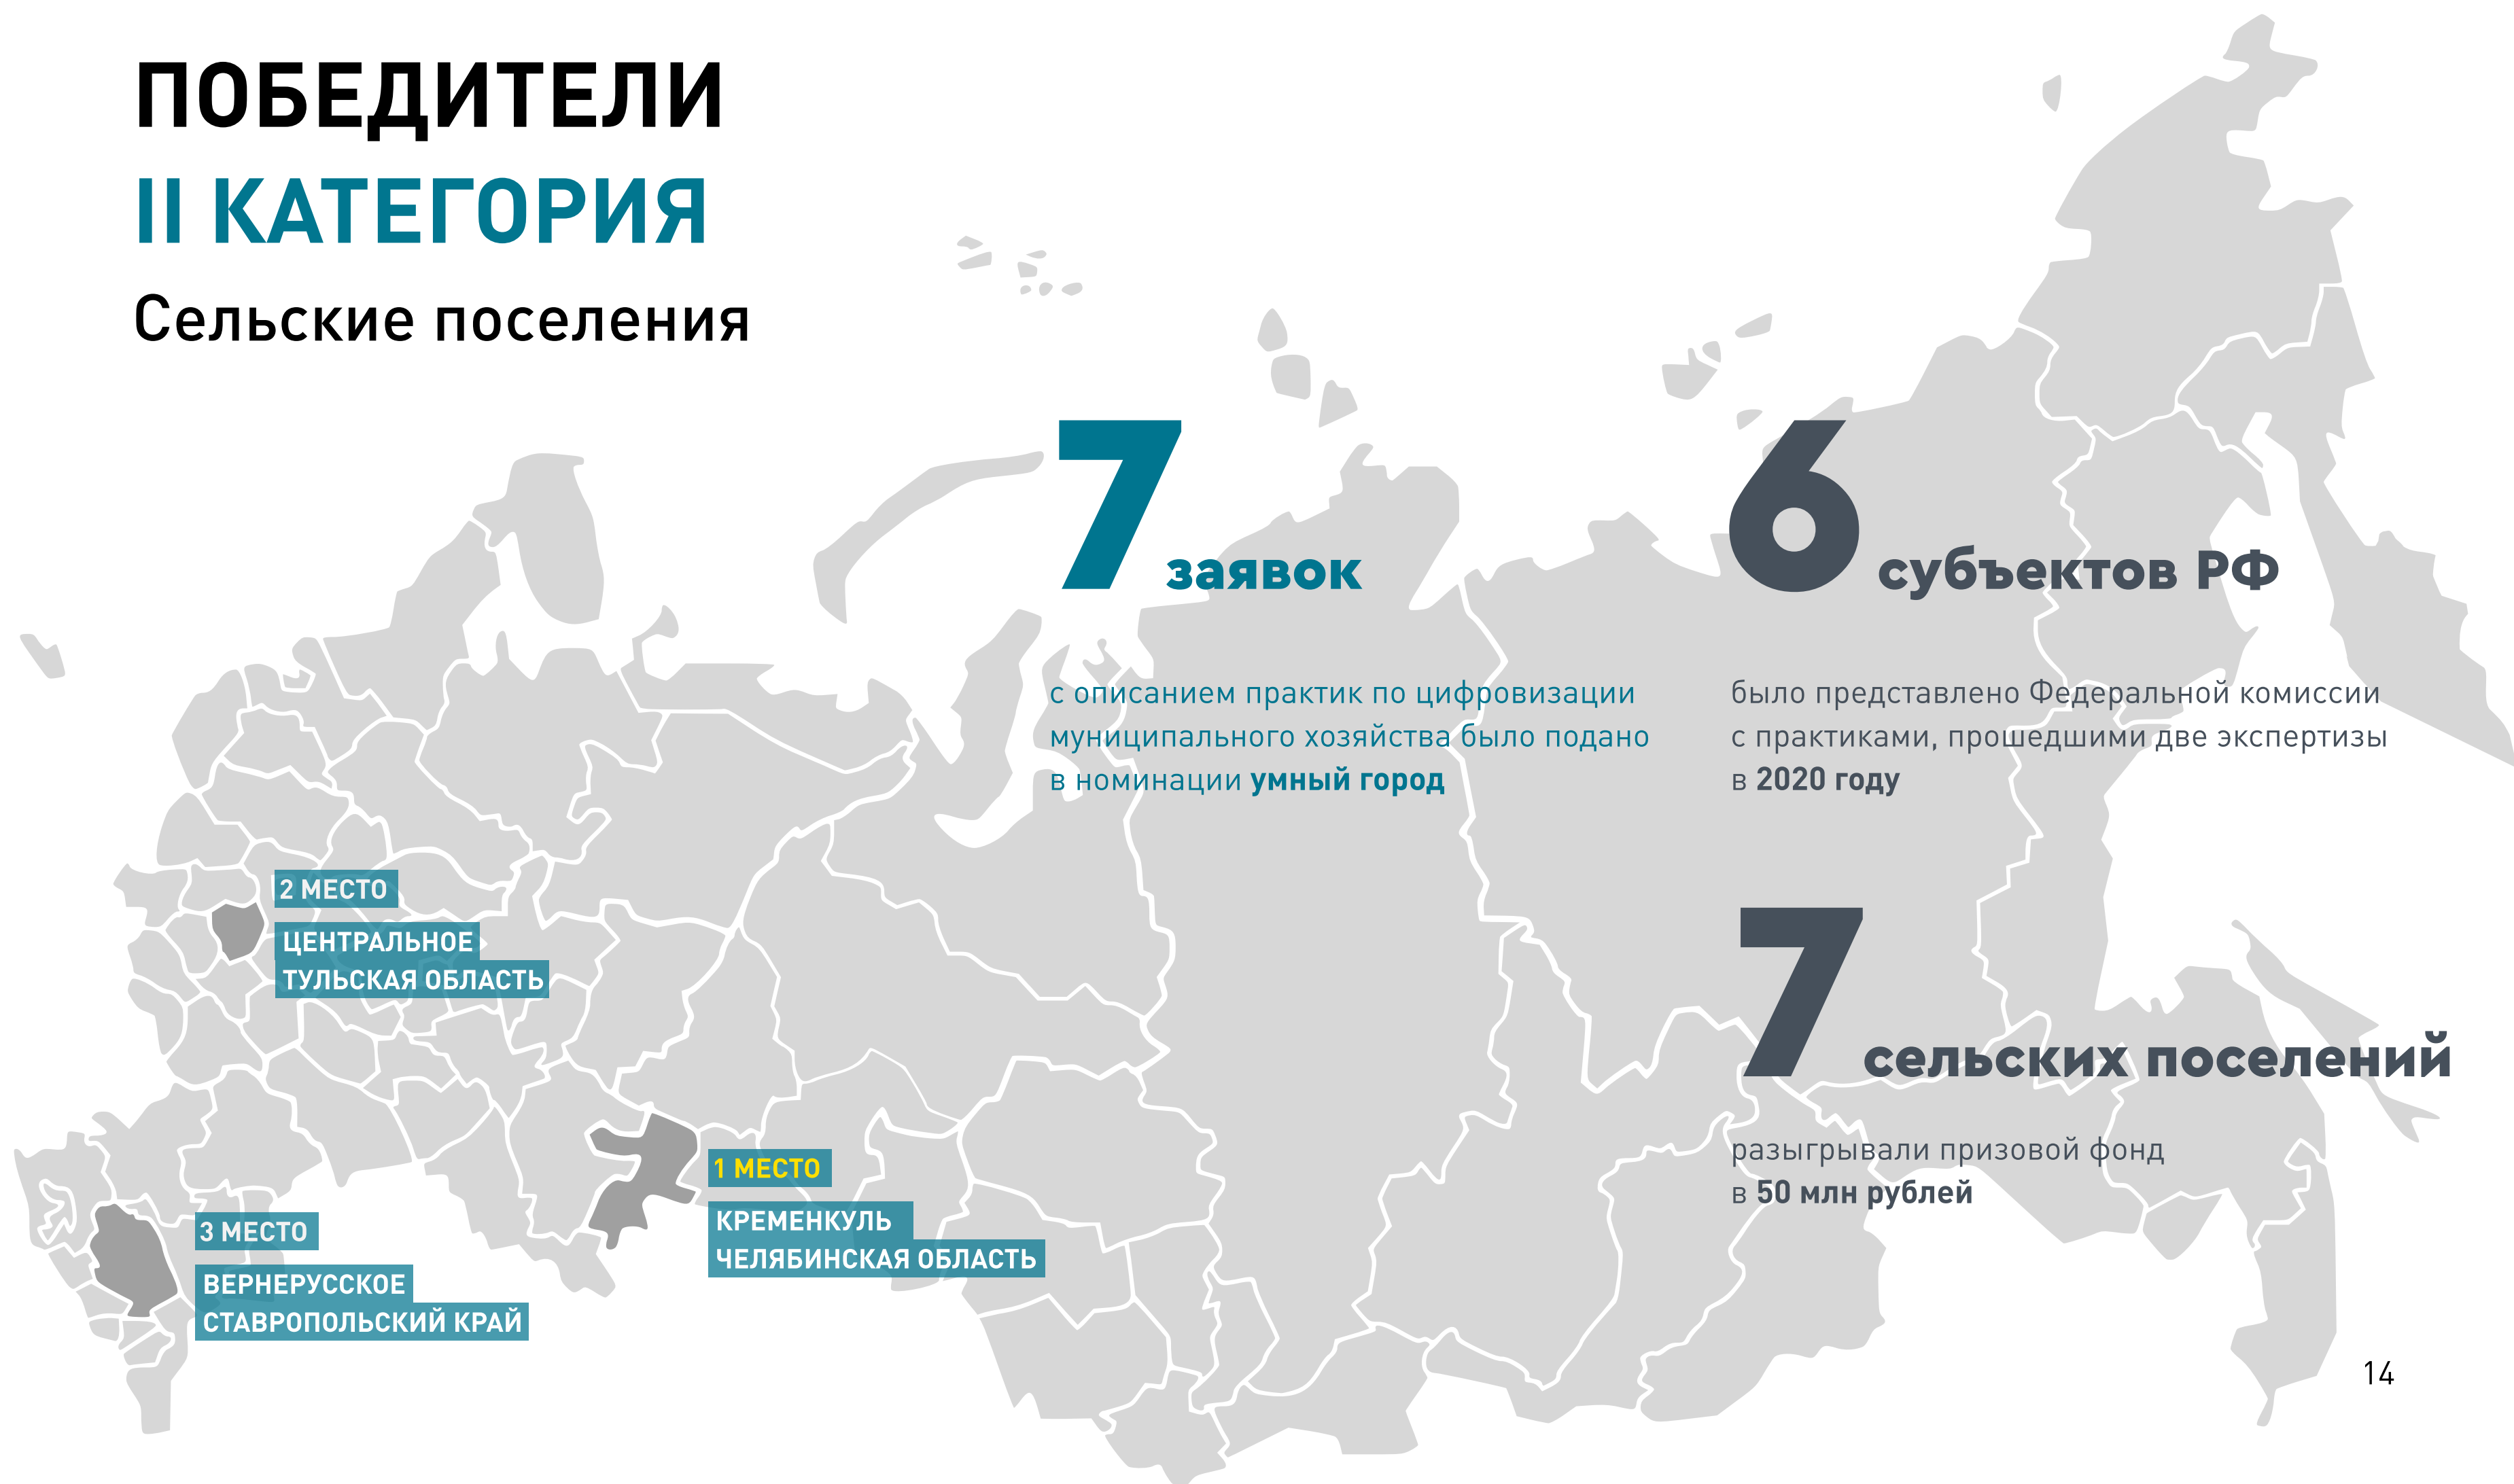 ПОБЕДИТЕЛИ
II КАТЕГОРИЯ
Сельские поселения
7 заявок
с описанием практик по цифровизации
муниципального хозяйства было подано
в номинации умный город
6 субъектов РФ
было представлено Федеральной комиссии
с практиками, прошедшими две экспертизы
в 2020 году
7 сельских поселений
разыгрывали призовой фонд
в 50 млн рублей
2 МЕСТО
ЦЕНТРАЛЬНОЕ
ТУЛЬСКАЯ ОБЛАСТЬ
1 МЕСТО
КРЕМЕНКУЛЬ
ЧЕЛЯБИНСКАЯ ОБЛАСТЬ
3 МЕСТО
ВЕРНЕРУССКОЕ
СТАВРОПОЛЬСКИЙ КРАЙ
14